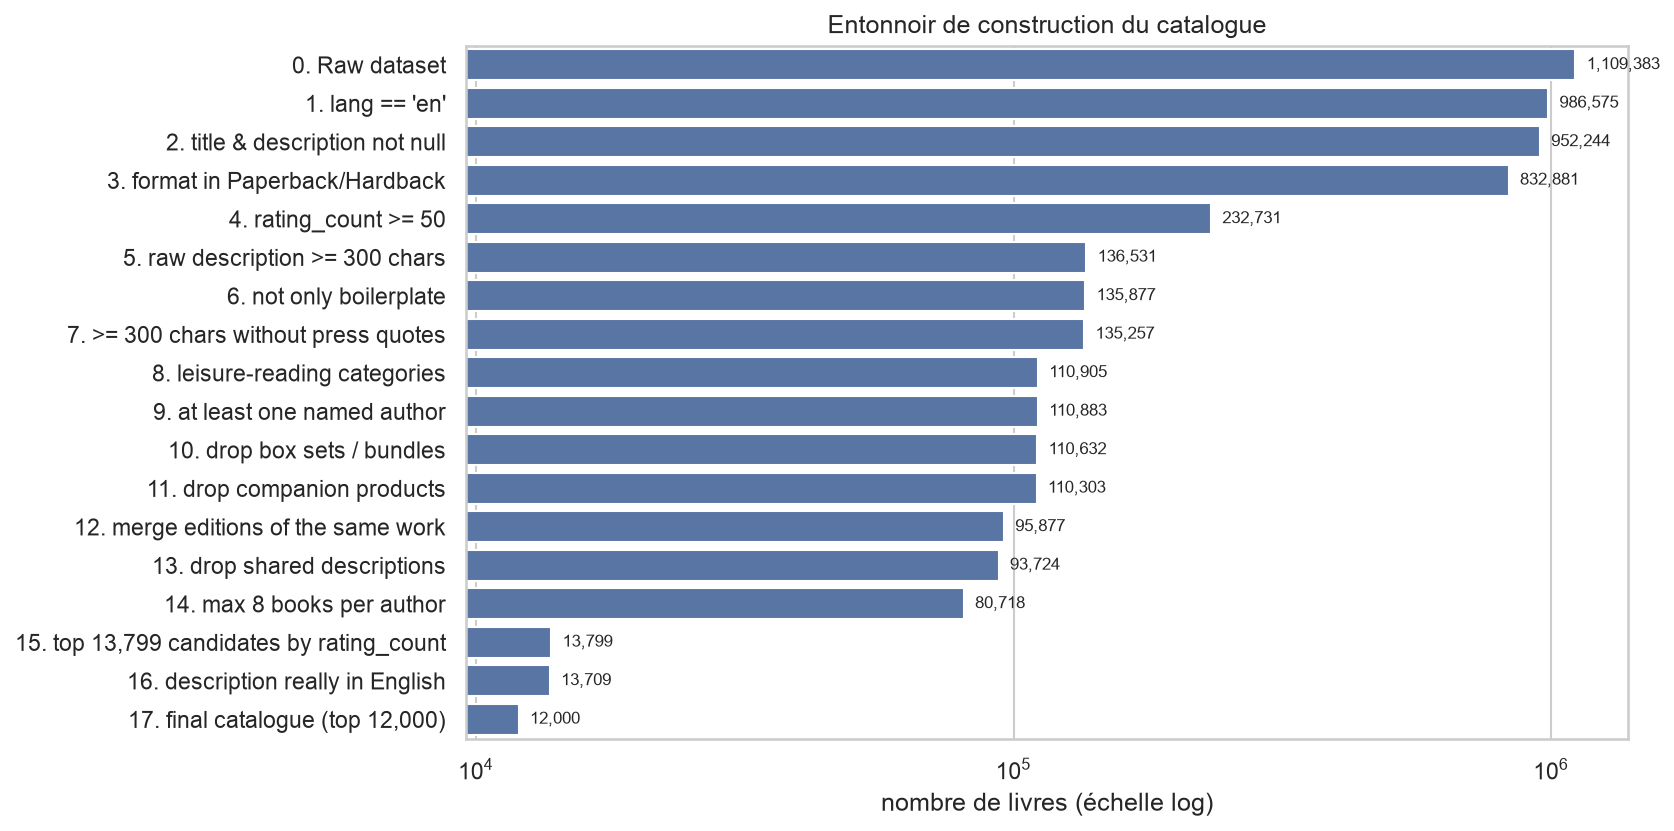 Entonnoir de construction du catalogue
0. Raw dataset 1,109,383
1. lang == 'en' 986,575
2. title & description not null 952,244
3. format in Paperback/Hardback 832,881
4. rating_count >= 50 232,731
5. raw description >= 300 chars 136,531
6. not only boilerplate 135,877
7. >= 300 chars without press quotes 135,257
8. leisure-reading categories 110,905
9. at least one named author 110,883
10. drop box sets / bundles 110,632
11. drop companion products 110,303
12. merge editions of the same work 95,877
13. drop shared descriptions 93,724
14. max 8 books per author 80,718
15. top 13,799 candidates by rating_count 13,799
16. description really in English 13,709
17. final catalogue (top 12,000) 12,000
10⁴ 10⁵ 10⁶
nombre de livres (échelle log)